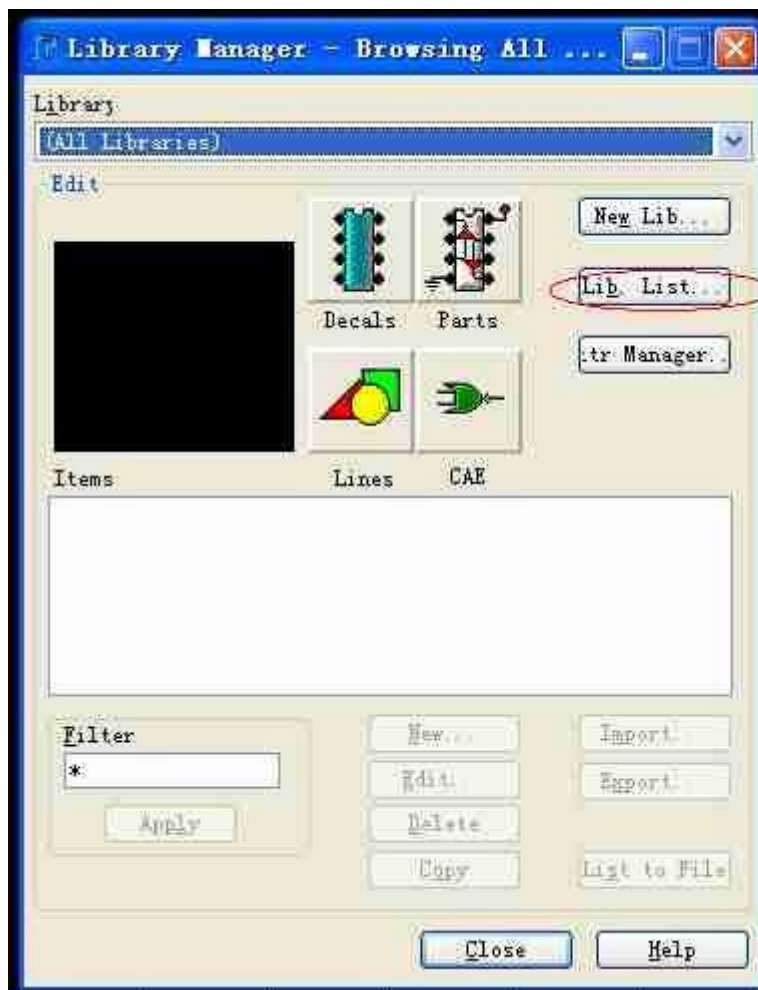 Library Manager - Browsing All ...
Library
(All Libraries)
Edit
New Lib...
Lib. List...
Decals Parts
:tr Manager..
Items Lines CAE
Filter
*
Apply
New...
Edit..
Delete
Copy
Import..
Export..
List to File
Close Help